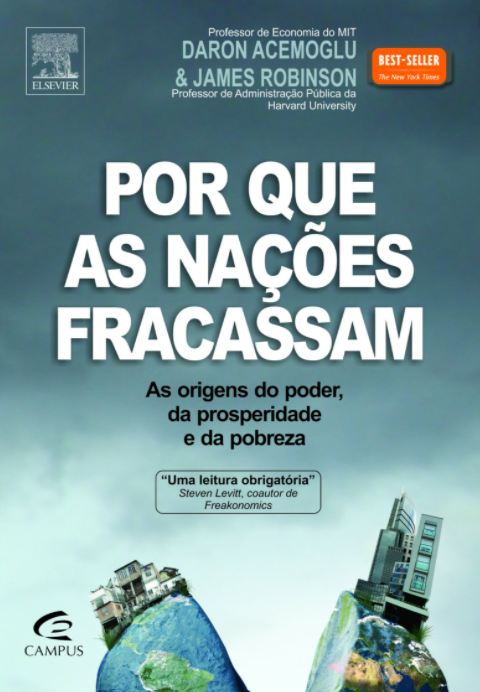 Professor de Economia do MIT
DARON ACEMOGLU
& JAMES ROBINSON
Professor de Administração Pública da
Harvard University
ELSEVIER
BEST-SELLER
The New York Times
POR QUE
AS NAÇÕES
FRACASSAM
As origens do poder,
da prosperidade
e da pobreza
“Uma leitura obrigatória”
Steven Levitt, coautor de
Freakonomics
CAMPUS